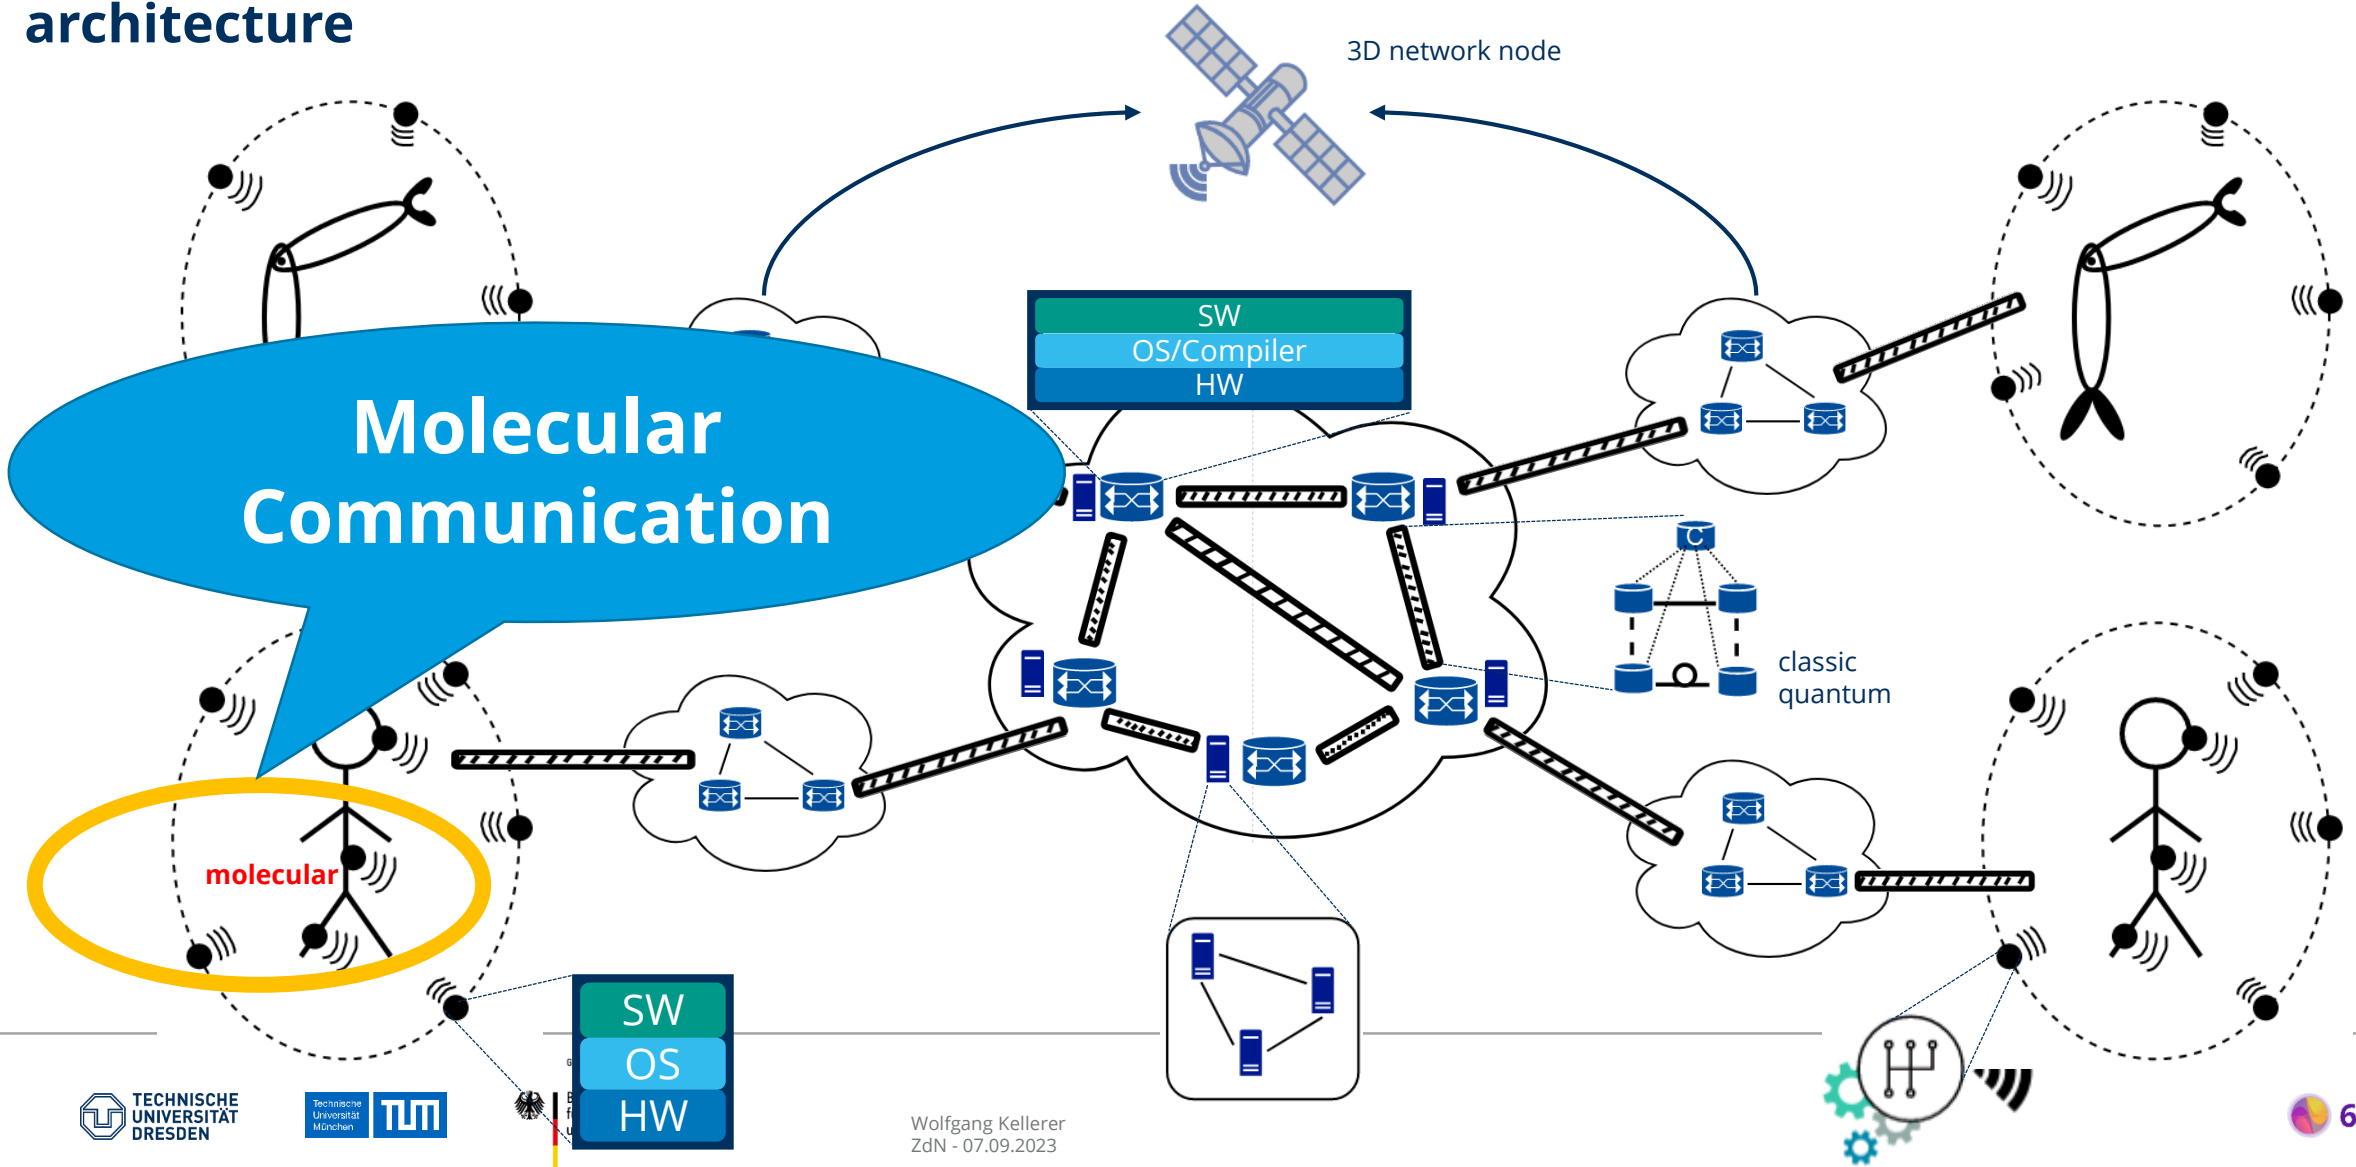 architecture
3D network node
SW
OS/Compiler
HW
Molecular
Communication
C
classic
quantum
molecular
SW
OS
HW
TECHNISCHE
UNIVERSITÄT
DRESDEN
Technische
Universität
München
TUM
Wolfgang Kellerer
ZdN - 07.09.2023
6